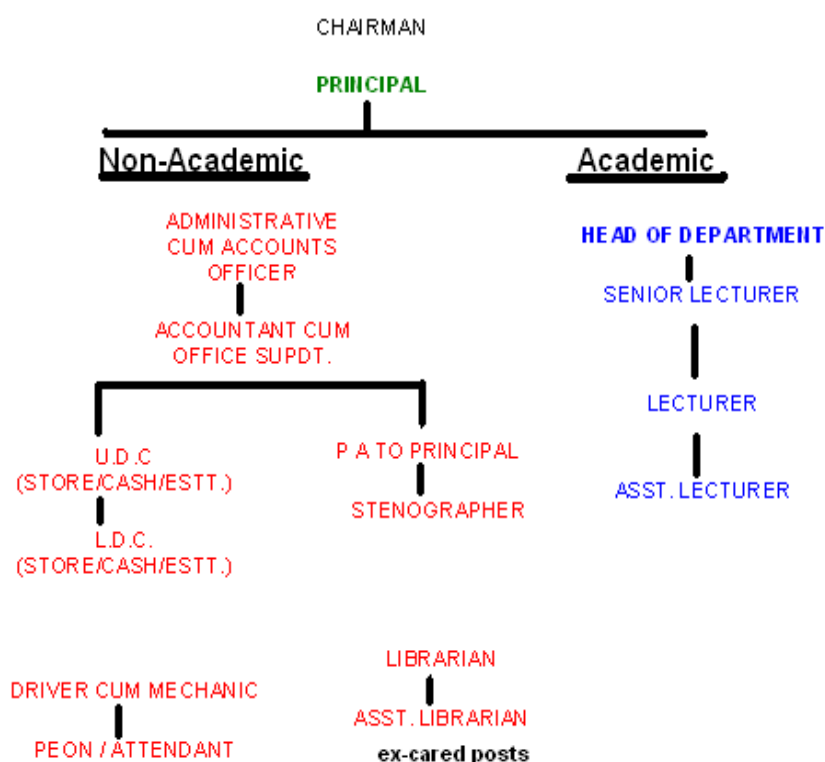 CHAIRMAN
PRINCIPAL
Non-Academic
Academic
ADMINISTRATIVE
CUM ACCOUNTS
OFFICER
HEAD OF DEPARTMENT
SENIOR LECTURER
ACCOUNTANT CUM
OFFICE SUPDT.
LECTURER
U.D.C
(STORE/CASH/ESTT.)
P A TO PRINCIPAL
STENOGRAPHER
ASST. LECTURER
L.D.C.
(STORE/CASH/ESTT.)
LIBRARIAN
DRIVER CUM MECHANIC
ASST. LIBRARIAN
PEON / ATTENDANT
ex-cared posts